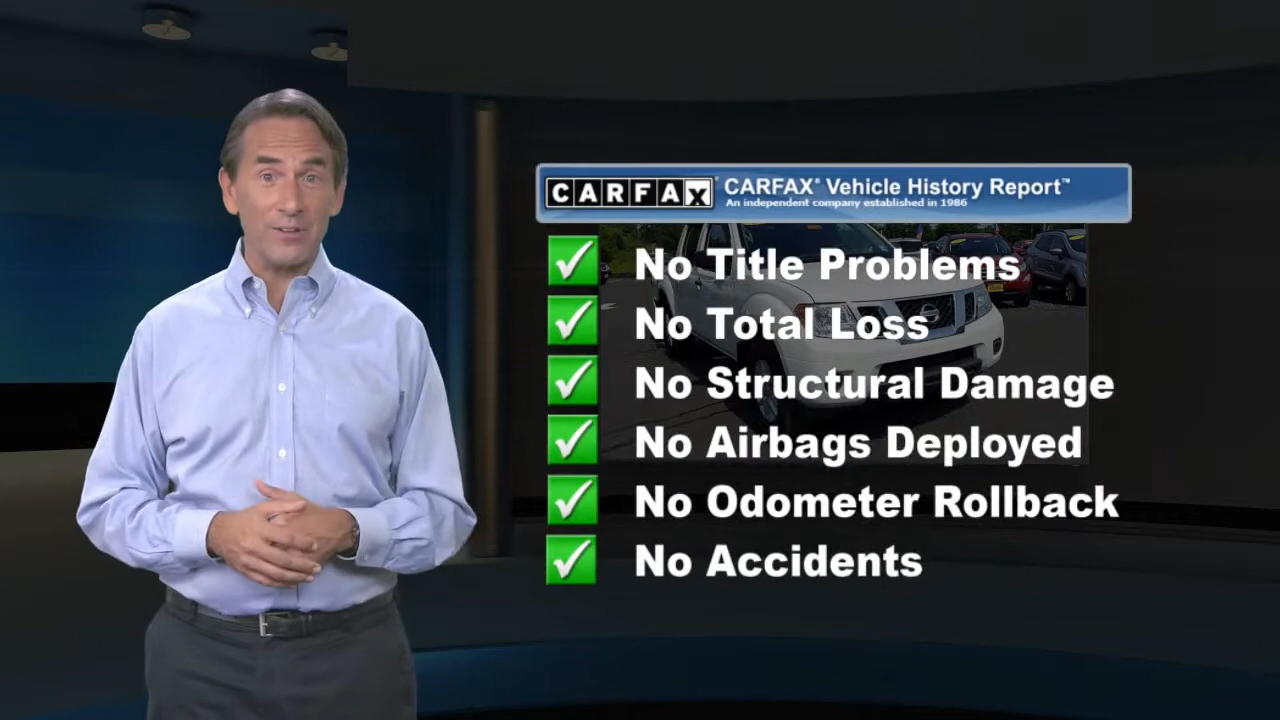 CARFAX® CARFAX® Vehicle History Report™
An independent company established in 1986
No Title Problems
No Total Loss
No Structural Damage
No Airbags Deployed
No Odometer Rollback
No Accidents